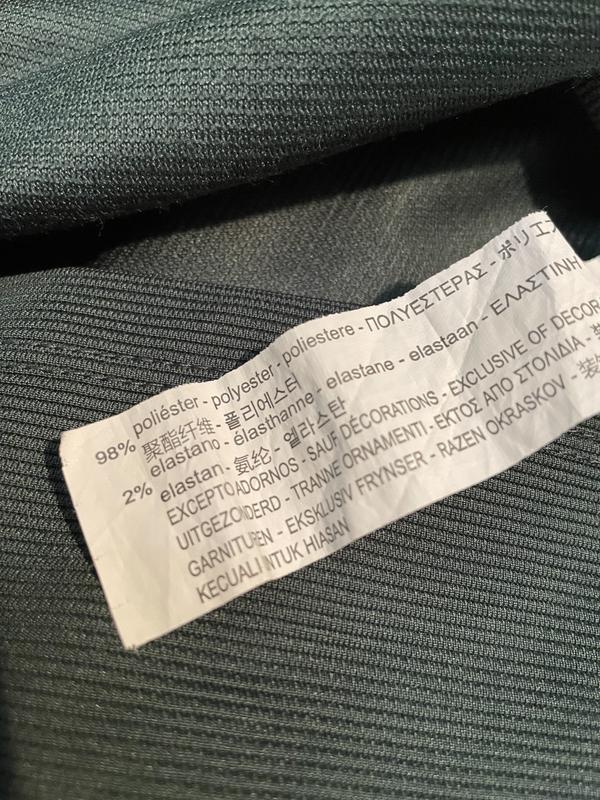 98% poliéster - polyester - poliestere - ΠΟΛΥΕΣΤΕΡΑΣ - ポリエス
聚酯纤维 - 폴리에스터
2% elastano - élasthanne - elastane - elastaan - ΕΛΑΣΤΙΝΗ
elastan - 氨纶 - 엘라스탄
EXCEPTO ADORNOS - SAUF DÉCORATIONS - EXCLUSIVE OF DECOR
UITGEZONDERD - TRANNE ORNAMENTI - ΕΚΤΟΣ ΑΠΟ ΣΤΟΛΙΔΙΑ -
GARNITUREN - EKSKLUSIV FRYNSER - RAZEN OKRASKOV - 装
KECUALI UNTUK HIASAN